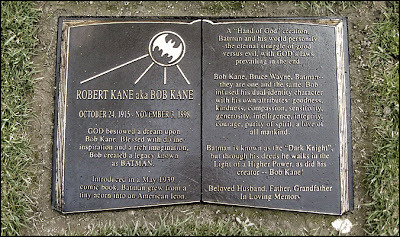 ROBERT KANE aka BOB KANE
OCTOBER 24, 1915 - NOVEMBER 3, 1998
GOD bestowed a dream upon
Bob Kane. Blessed with divine
inspiration and a rich imagination,
Bob created a legacy known
as BATMAN.
Introduced in a May 1939
comic book, Batman grew from a
tiny acorn into an American Icon.
A "Hand of God" creation,
Batman and his world personify
the eternal struggle of good
versus evil, with GOD's laws
prevailing in the end.
Bob Kane, Bruce Wayne, Batman--
they are one and the same. Bob
infused his dual-identity character
with his own attributes: goodness,
kindness, compassion, sensitivity,
generosity, intelligence, integrity,
courage, purity of spirit, a love of
all mankind.
Batman is known as the "Dark Knight",
but through his deeds he walks in the
Light of a Higher Power, as did his
creator -- Bob Kane!
Beloved Husband, Father, Grandfather
In Loving Memory